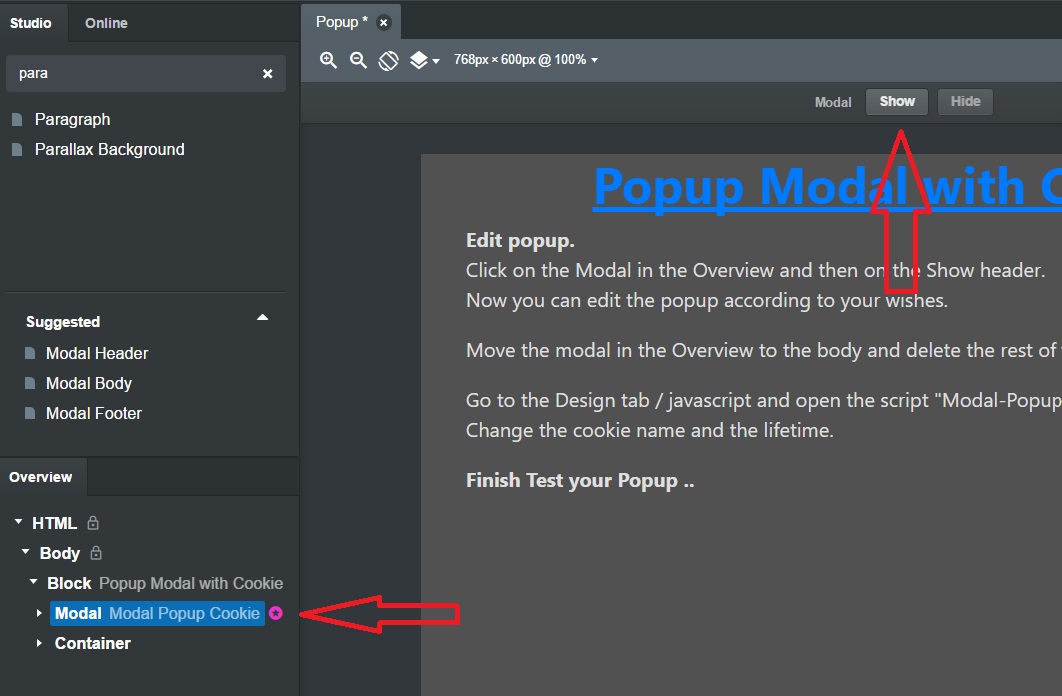 Studio Online
para
Paragraph
Parallax Background
Suggested
Modal Header
Modal Body
Modal Footer
Overview
HTML
Body
Block Popup Modal with Cookie
Modal Modal Popup Cookie
Container
Popup *
768px × 600px @ 100%
Modal Show Hide
Popup Modal with
Edit popup.
Click on the Modal in the Overview and then on the Show header.
Now you can edit the popup according to your wishes.
Move the modal in the Overview to the body and delete the rest of
Go to the Design tab / javascript and open the script "Modal-Popup
Change the cookie name and the lifetime.
Finish Test your Popup ..